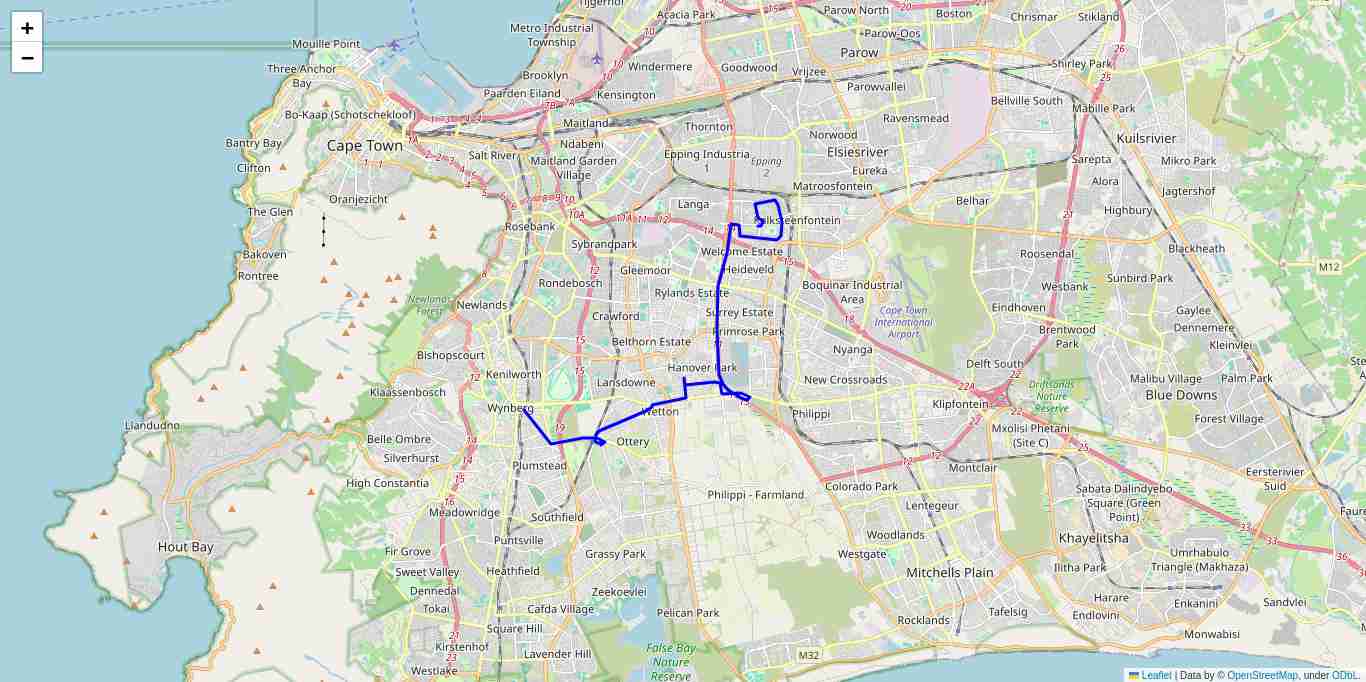 +
−
Tijgerhof
Acacia Park
Parow North
Boston
Chrismar
Stikland
Metro Industrial
Township
Parow-Oos
Mouille Point
Parow
Three Anchor
Bay
Brooklyn
Windermere
Goodwood
Vrijzee
Shirley Park
Paarden Eiland
Kensington
Parowvallei
Bellville South
Mabille Park
Bo-Kaap (Schotschekloof)
Maitland
Thornton
Norwood
Ravensmead
Kuilsrivier
Bantry Bay
Cape Town
Ndabeni
Elsiesriver
Salt River
Maitland Garden
Village
Epping Industria
1
Epping
2
Eureka
Sarepta
Mikro Park
Clifton
Matroosfontein
Alora
Jagtershof
Oranjezicht
Langa
Belhar
Highbury
The Glen
Rosebank
Kalksteenfontein
Sybrandpark
Welcome Estate
Blackheath
Bakoven
Roosendal
M12
Rontree
Gleemoor
Heideveld
Sunbird Park
Rondebosch
Boquinar Industrial
Area
Wesbank
Newlands
Forest
Newlands
Rylands Estate
Cape Town
International
Airport
Eindhoven
Gaylee
Crawford
Surrey Estate
Dennemere
Primrose Park
Brentwood
Park
Belthorn Estate
Kleinvlei
Bishopscourt
Nyanga
Delft South
Kenilworth
Hanover Park
Malibu Village
Palm Park
Klaassenbosch
Lansdowne
New Crossroads
Driftsands
Nature
Reserve
Blue Downs
Wynberg
Wetton
Philippi
Klipfontein
Forest Village
Llandudno
Mxolisi Phetani
(Site C)
Belle Ombre
Ottery
Silverhurst
Plumstead
Montclair
Eersterivier
Suid
High Constantia
Colorado Park
Sabata Dalindyebo
Square (Green
Point)
Philippi - Farmland
Meadowridge
Southfield
Lentegeur
Faure
Hout Bay
Puntsville
Woodlands
Khayelitsha
Fir Grove
Grassy Park
Westgate
Umrhabulo
Triangle (Makhaza)
Sweet Valley
Heathfield
Mitchells Plain
Ilitha Park
Dennedal
Zeekoevlei
Harare
Enkanini
Sandvlei
Tokai
Cafda Village
Pelican Park
Tafelsig
Endlovini
Rocklands
Square Hill
Monwabisi
Kirstenhof
Lavender Hill
False Bay
Nature
Reserve
M32
Westlake
Leaflet | Data by © OpenStreetMap, under ODbL.